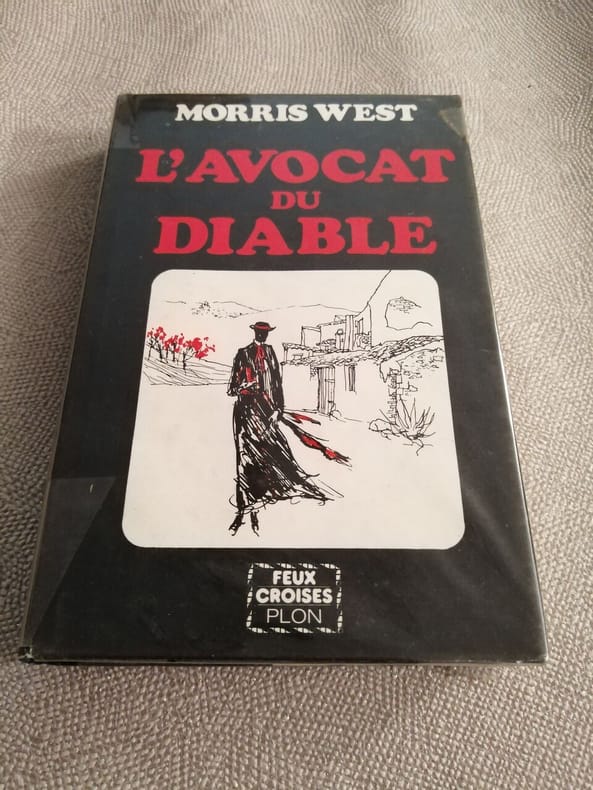 MORRIS WEST
L'AVOCAT
DU
DIABLE
FEUX
CROISES
PLON